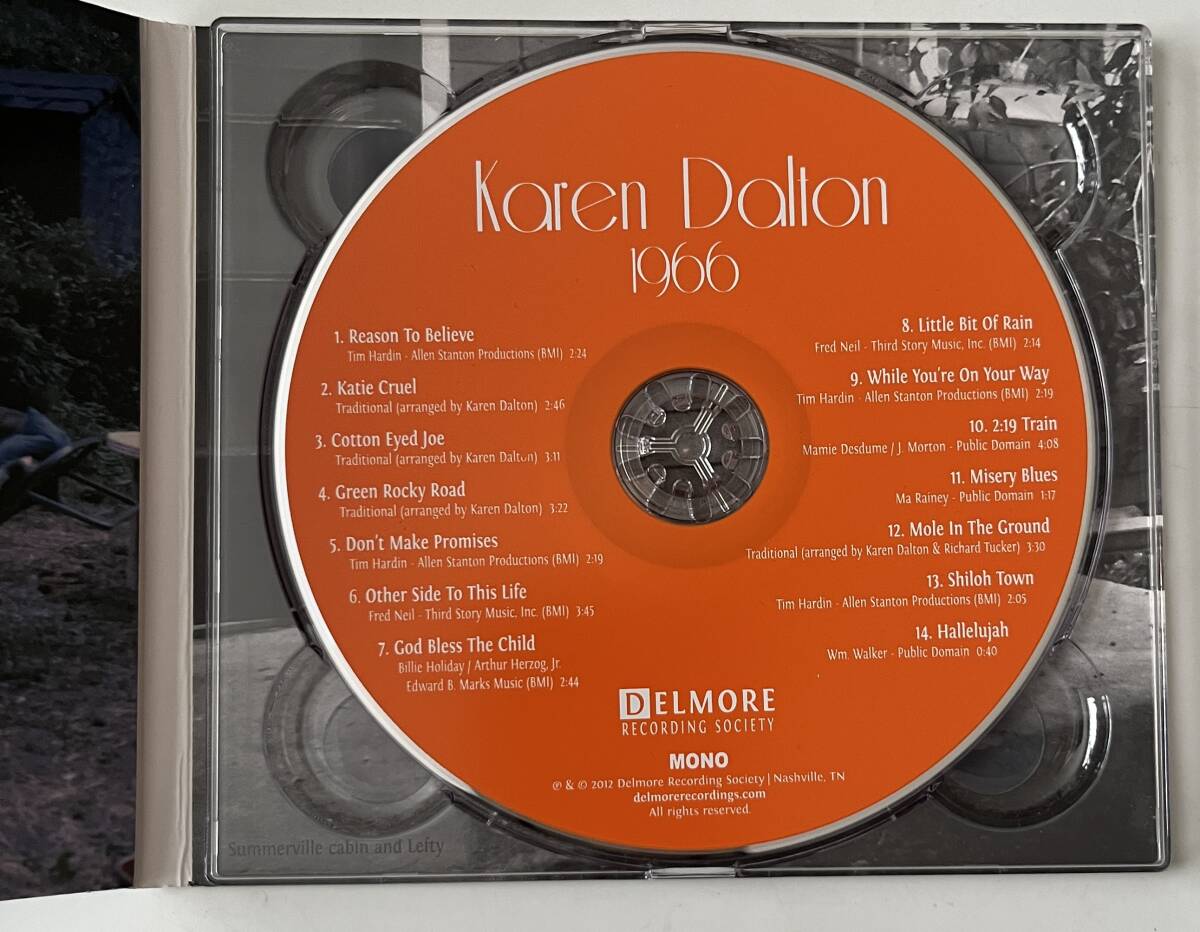 Karen Dalton
1966
1. Reason To Believe
Tim Hardin - Allen Stanton Productions (BMI) 2:24
2. Katie Cruel
Traditional (arranged by Karen Dalton) 2:46
3. Cotton Eyed Joe
Traditional (arranged by Karen Dalton) 3:11
4. Green Rocky Road
Traditional (arranged by Karen Dalton) 3:22
5. Don't Make Promises
Tim Hardin - Allen Stanton Productions (BMI) 2:19
6. Other Side To This Life
Fred Neil - Third Story Music, Inc. (BMI) 3:45
7. God Bless The Child
Billie Holiday / Arthur Herzog, Jr.
Edward B. Marks Music (BMI) 2:44
8. Little Bit Of Rain
Fred Neil - Third Story Music, Inc. (BMI) 2:14
9. While You're On Your Way
Tim Hardin - Allen Stanton Productions (BMI) 2:19
10. 2:19 Train
Mamie Desdume / J. Morton - Public Domain 4:08
11. Misery Blues
Ma Rainey - Public Domain 1:17
12. Mole In The Ground
Traditional (arranged by Karen Dalton & Richard Tucker) 3:30
13. Shiloh Town
Tim Hardin - Allen Stanton Productions (BMI) 2:05
14. Hallelujah
Wm. Walker - Public Domain 0:40
DELMORE
RECORDING SOCIETY
MONO
℗ & © 2012 Delmore Recording Society | Nashville, TN
delmorerecordings.com
All rights reserved.
Summerville cabin and Lefty